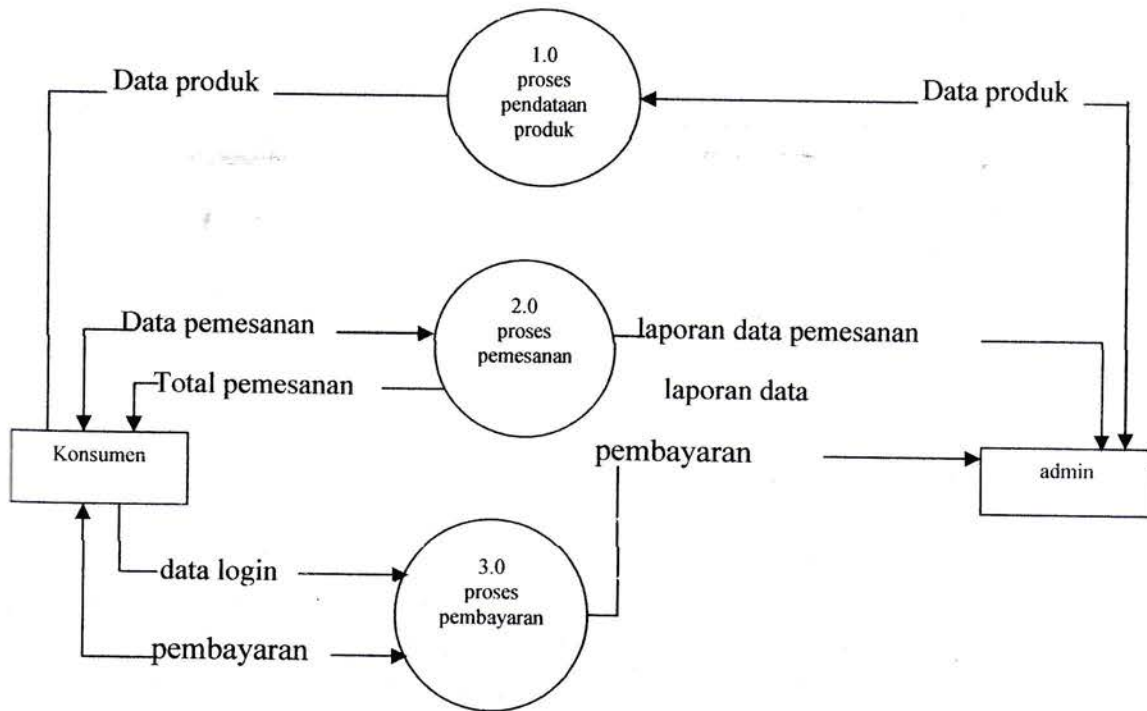 1.0
proses
pendataan
produk
Data produk
Data produk
2.0
proses
pemesanan
Data pemesanan
laporan data pemesanan
Total pemesanan
laporan data
Konsumen
pembayaran
admin
data login
3.0
proses
pembayaran
pembayaran